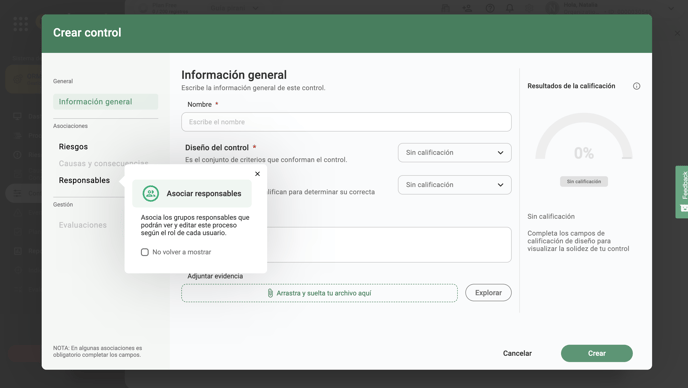 Crear control
General
Información general
Asociaciones
Riesgos
Causas y consecuencias
Responsables
Gestión
Evaluaciones
NOTA: En algunas asociaciones es
obligatorio completar los campos.
Información general
Escribe la información general de este control.
Nombre *
Escribe el nombre
Diseño del control *
Es el conjunto de criterios que conforman el control.
Sin calificación
lifican para determinar su correcta
Sin calificación
Asociar responsables
Asocia los grupos responsables que
podrán ver y editar este proceso
según el rol de cada usuario.
No volver a mostrar
Adjuntar evidencia
Arrastra y suelta tu archivo aquí
Explorar
Resultados de la calificación
0%
Sin calificación
Sin calificación
Completa los campos de
calificación de diseño para
visualizar la solidez de tu control
Cancelar
Crear
Feedback